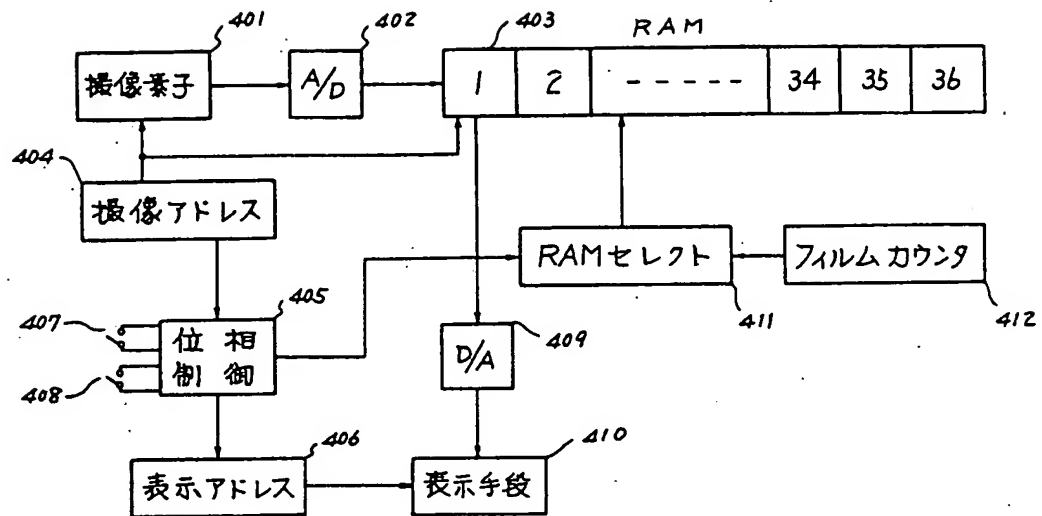 401
402
403
RAM
撮像素子
A/D
1
2
-----
34
35
36
404
撮像アドレス
RAMセレクト
フィルムカウンタ
411
412
405
407
408
位相
制御
409
D/A
406
表示アドレス
410
表示手段